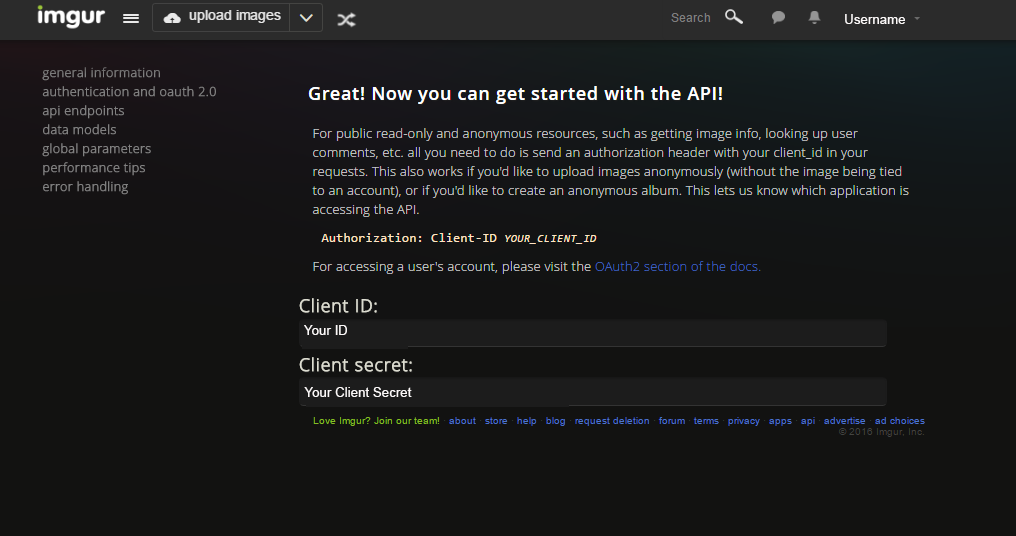 imgur upload images Search Username
general information
authentication and oauth 2.0
api endpoints
data models
global parameters
performance tips
error handling
Great! Now you can get started with the API!
For public read-only and anonymous resources, such as getting image info, looking up user
comments, etc. all you need to do is send an authorization header with your client_id in your
requests. This also works if you'd like to upload images anonymously (without the image being tied
to an account), or if you'd like to create an anonymous album. This lets us know which application is
accessing the API.
Authorization: Client-ID YOUR_CLIENT_ID
For accessing a user's account, please visit the OAuth2 section of the docs.
Client ID:
Your ID
Client secret:
Your Client Secret
Love Imgur? Join our team! · about · store · help · blog · request deletion · forum · terms · privacy · apps · api · advertise · ad choices
© 2016 Imgur, Inc.